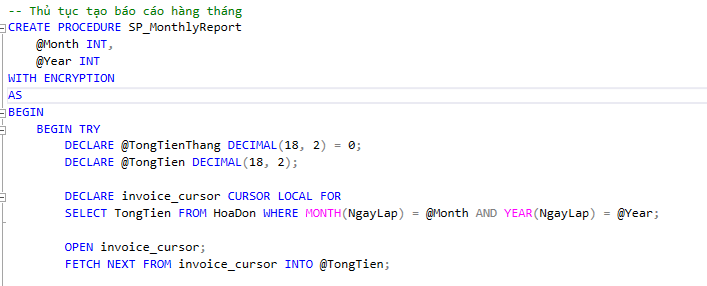 -- Thủ tục tạo báo cáo hàng tháng
CREATE PROCEDURE SP_MonthlyReport
    @Month INT,
    @Year INT
WITH ENCRYPTION
AS
BEGIN
    BEGIN TRY
        DECLARE @TongTienThang DECIMAL(18, 2) = 0;
        DECLARE @TongTien DECIMAL(18, 2);

        DECLARE invoice_cursor CURSOR LOCAL FOR
        SELECT TongTien FROM HoaDon WHERE MONTH(NgayLap) = @Month AND YEAR(NgayLap) = @Year;

        OPEN invoice_cursor;
        FETCH NEXT FROM invoice_cursor INTO @TongTien;